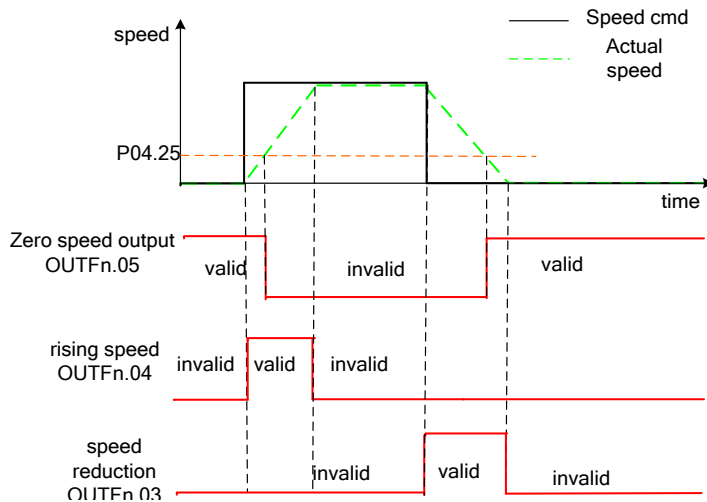 Speed cmd
speed
Actual
speed
P04.25
time
Zero speed output
OUTFn.05
valid
invalid
valid
rising speed
OUTFn.04
invalid
valid
invalid
speed
reduction
OUTFn.03
invalid
valid
invalid